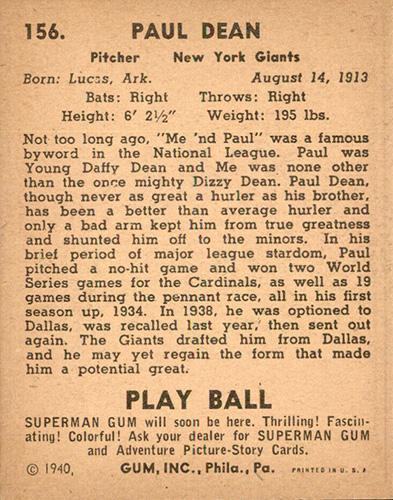 156. PAUL DEAN
Pitcher New York Giants
Born: Lucas, Ark. August 14, 1913
Bats: Right Throws: Right
Height: 6' 2½" Weight: 195 lbs.
Not too long ago, "Me 'nd Paul" was a famous
byword in the National League. Paul was
Young Daffy Dean and Me was none other
than the once mighty Dizzy Dean. Paul Dean,
though never as great a hurler as his brother,
has been a better than average hurler and
only a bad arm kept him from true greatness
and shunted him off to the minors. In his
brief period of major league stardom, Paul
pitched a no-hit game and won two World
Series games for the Cardinals, as well as 19
games during the pennant race, all in his first
season up, 1934. In 1938, he was optioned to
Dallas, was recalled last year, then sent out
again. The Giants drafted him from Dallas,
and he may yet regain the form that made
him a potential great.
PLAY BALL
SUPERMAN GUM will soon be here. Thrilling! Fascin-
ating! Colorful! Ask your dealer for SUPERMAN GUM
and Adventure Picture-Story Cards.
© 1940, GUM, INC., Phila., Pa. PRINTED IN U. S. A